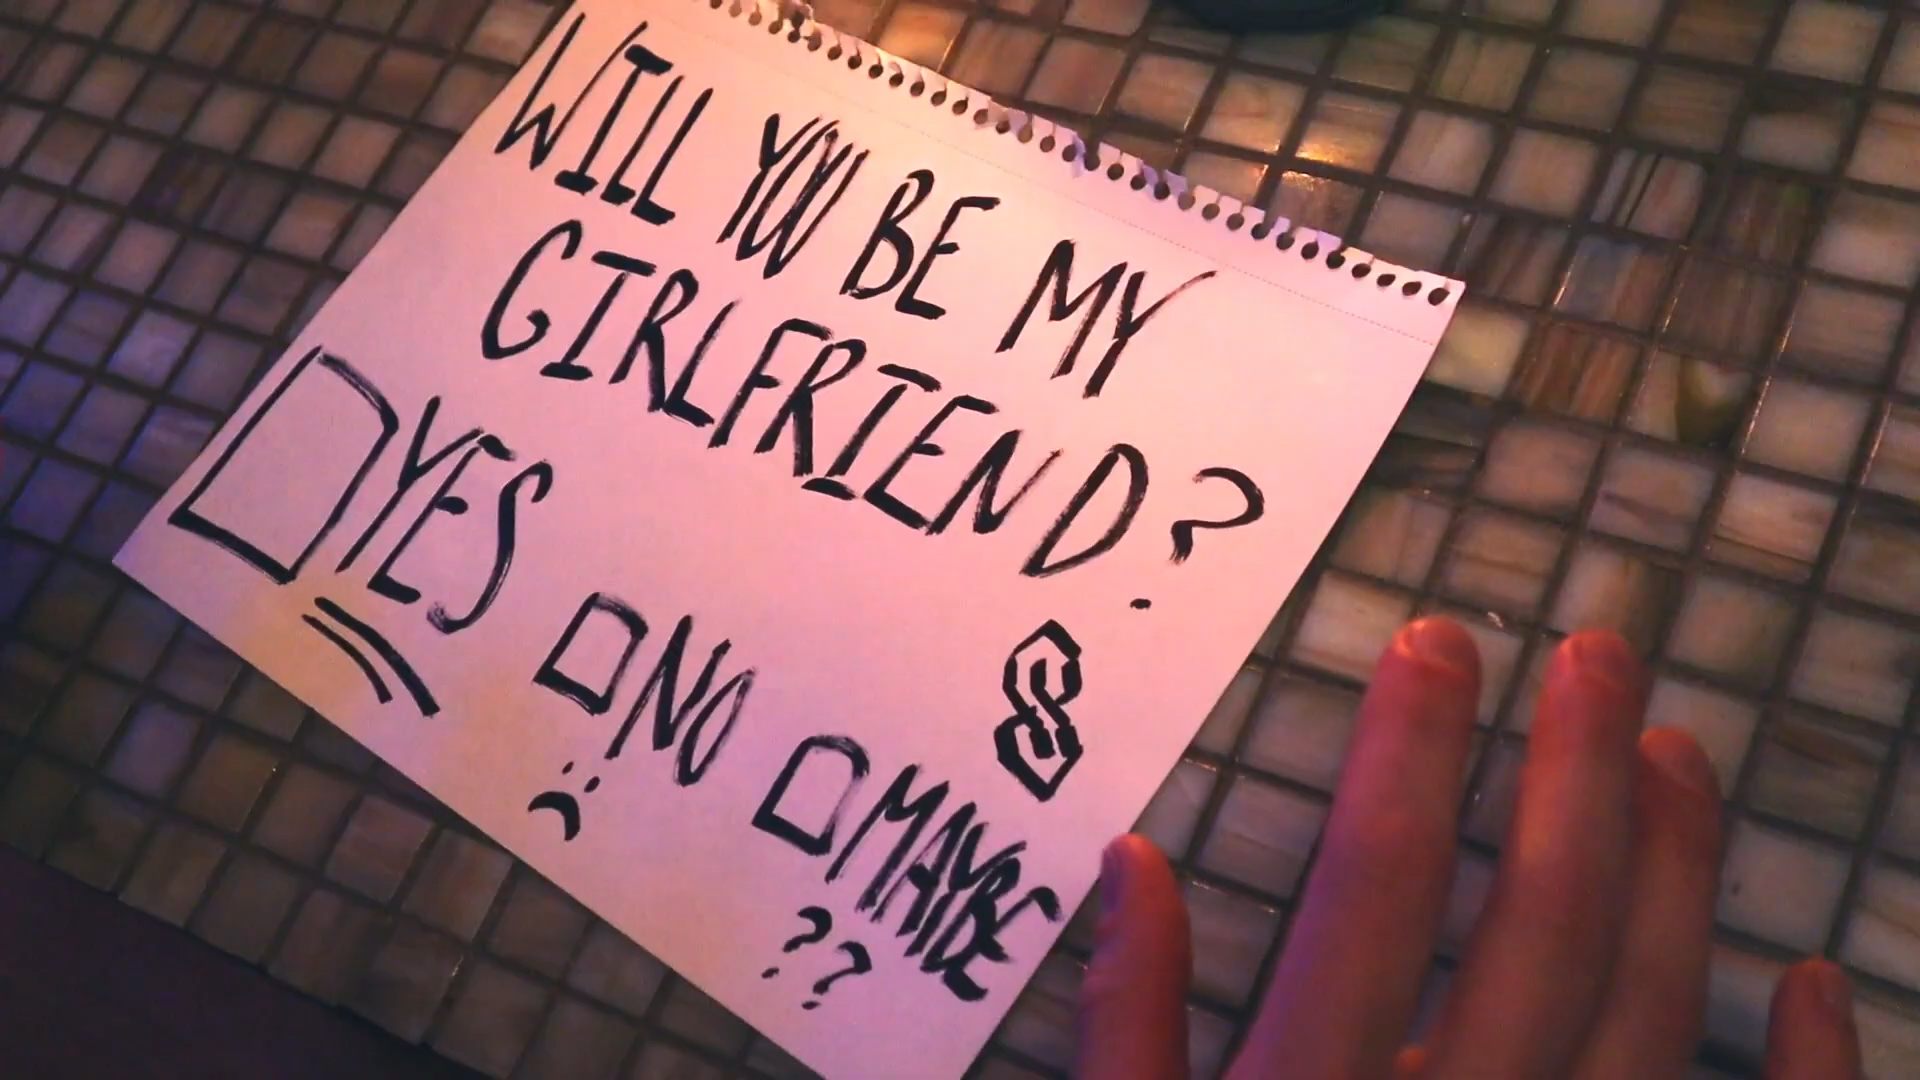 WILL YOU BE MY
GIRLFRIEND?
YES
NO
MAYBE
:(
??